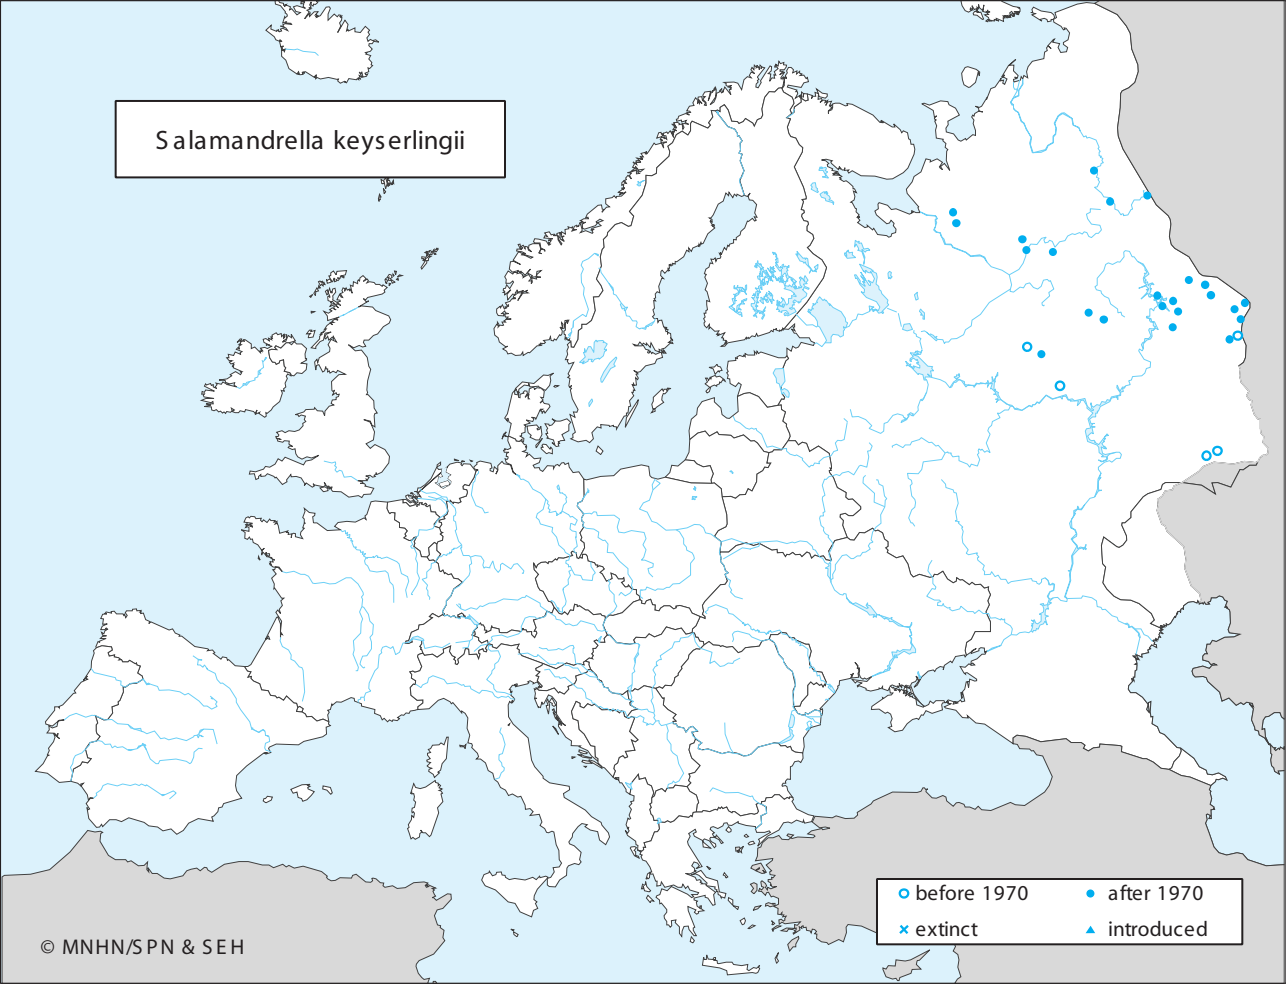 Salamandrella keyserlingii
before 1970
after 1970
extinct
introduced
© MNHN/SPN & SEH